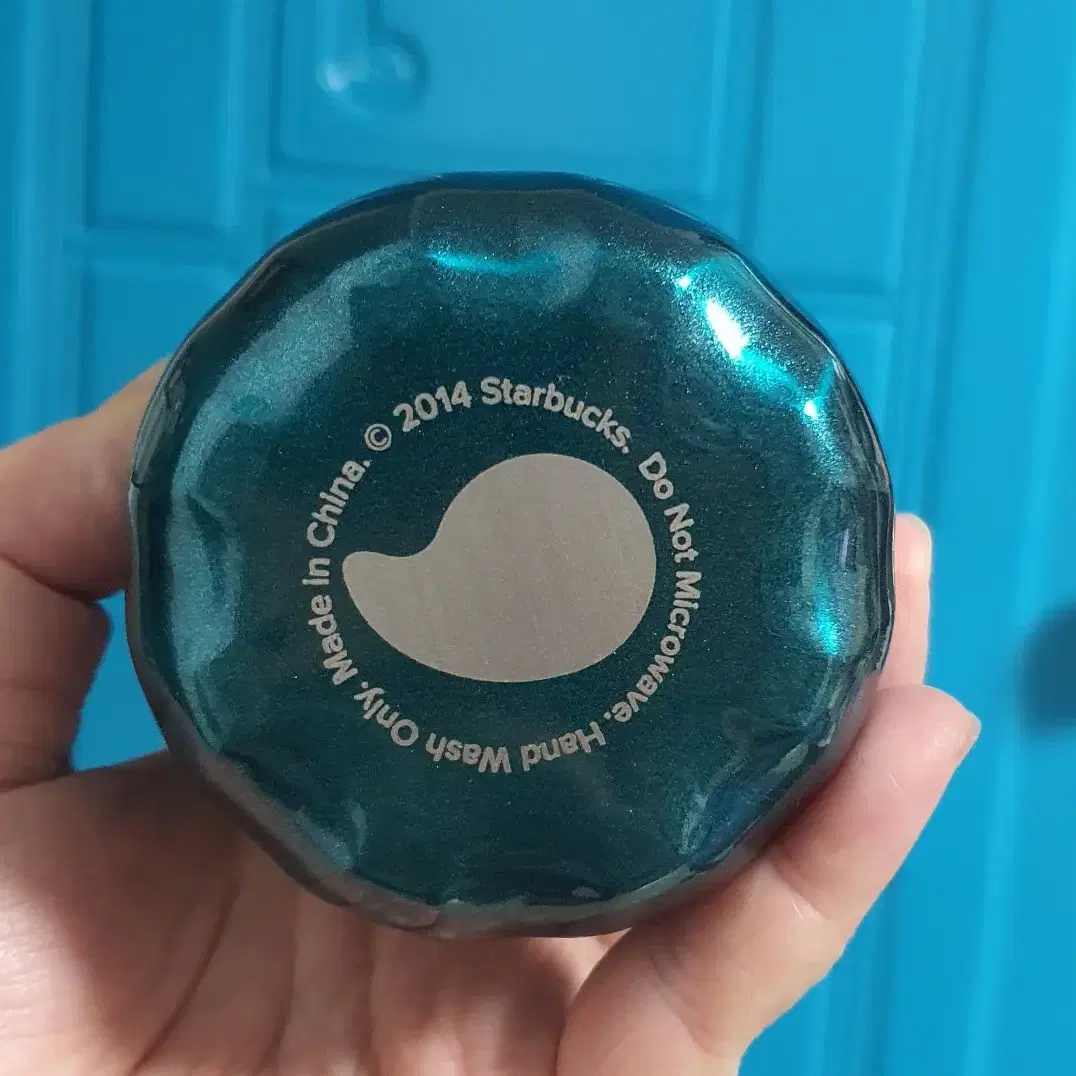 © 2014 Starbucks. Do Not Microwave. Hand Wash Only. Made in China.